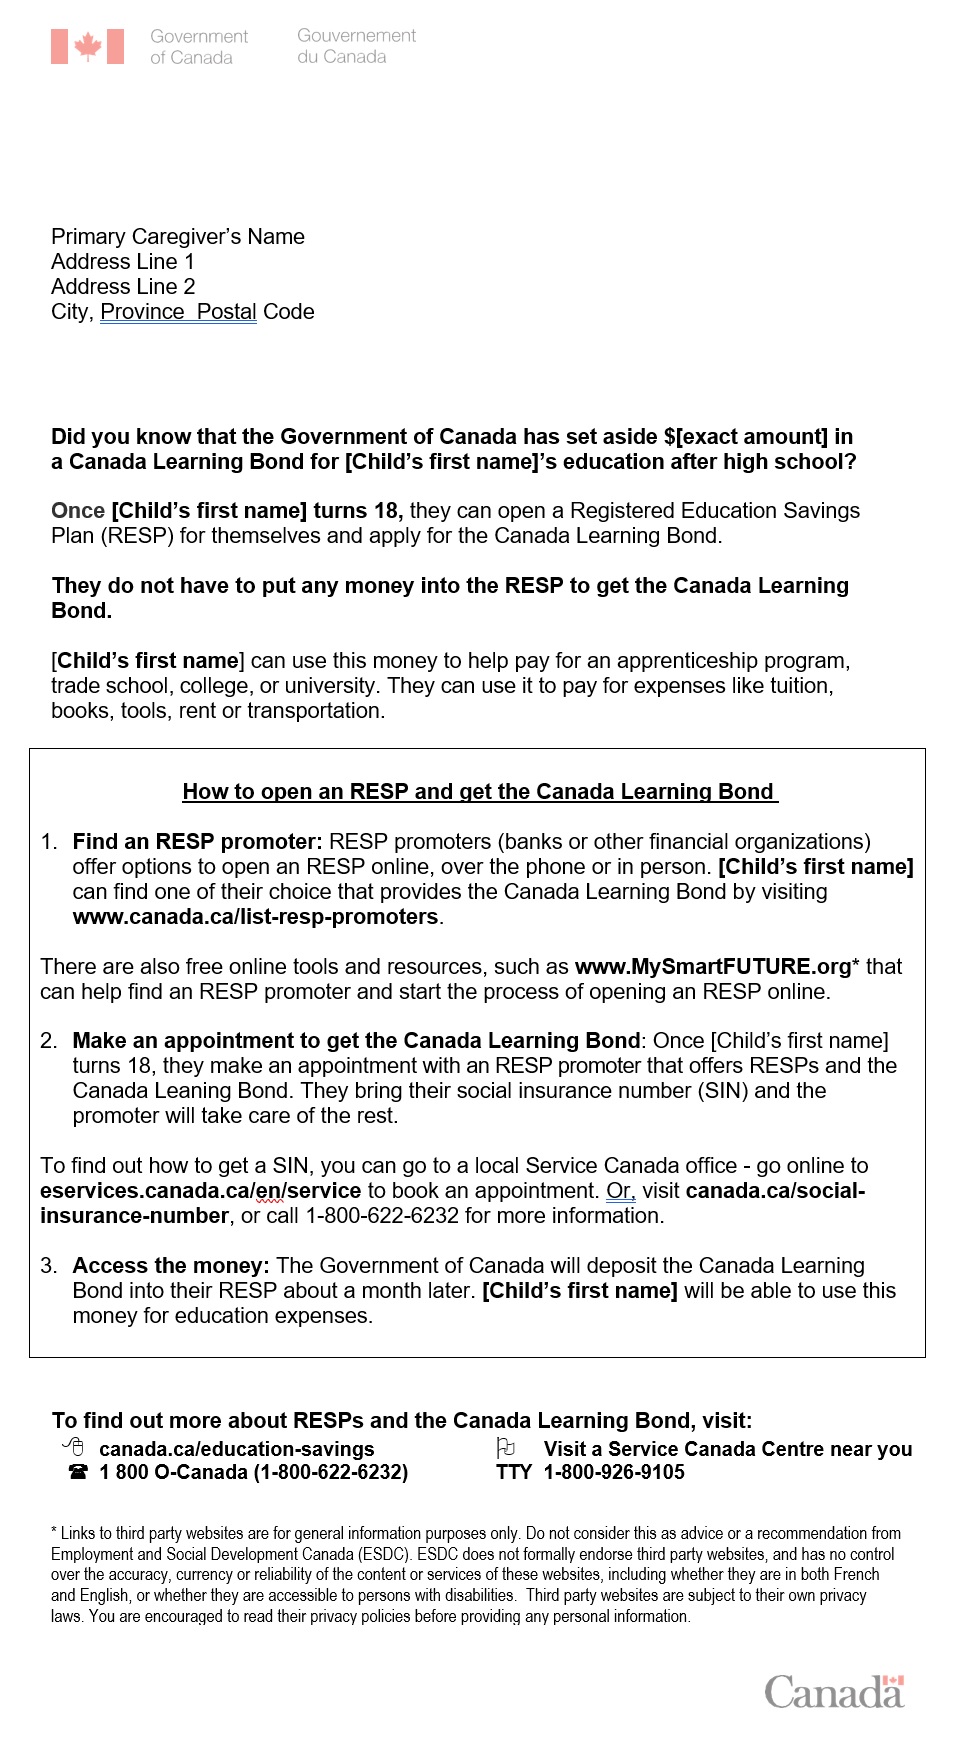 Government
of Canada
Gouvernement
du Canada
Primary Caregiver’s Name
Address Line 1
Address Line 2
City, Province  Postal Code
Did you know that the Government of Canada has set aside $[exact amount] in
a Canada Learning Bond for [Child’s first name]’s education after high school?
Once [Child’s first name] turns 18, they can open a Registered Education Savings
Plan (RESP) for themselves and apply for the Canada Learning Bond.
They do not have to put any money into the RESP to get the Canada Learning
Bond.
[Child’s first name] can use this money to help pay for an apprenticeship program,
trade school, college, or university. They can use it to pay for expenses like tuition,
books, tools, rent or transportation.
How to open an RESP and get the Canada Learning Bond
1. Find an RESP promoter: RESP promoters (banks or other financial organizations)
offer options to open an RESP online, over the phone or in person. [Child’s first name]
can find one of their choice that provides the Canada Learning Bond by visiting
www.canada.ca/list-resp-promoters.
There are also free online tools and resources, such as www.MySmartFUTURE.org* that
can help find an RESP promoter and start the process of opening an RESP online.
2. Make an appointment to get the Canada Learning Bond: Once [Child’s first name]
turns 18, they make an appointment with an RESP promoter that offers RESPs and the
Canada Leaning Bond. They bring their social insurance number (SIN) and the
promoter will take care of the rest.
To find out how to get a SIN, you can go to a local Service Canada office - go online to
eservices.canada.ca/en/service to book an appointment. Or, visit canada.ca/social-
insurance-number, or call 1-800-622-6232 for more information.
3. Access the money: The Government of Canada will deposit the Canada Learning
Bond into their RESP about a month later. [Child’s first name] will be able to use this
money for education expenses.
To find out more about RESPs and the Canada Learning Bond, visit:
canada.ca/education-savings
Visit a Service Canada Centre near you
1 800 O-Canada (1-800-622-6232)
TTY 1-800-926-9105
* Links to third party websites are for general information purposes only. Do not consider this as advice or a recommendation from
Employment and Social Development Canada (ESDC). ESDC does not formally endorse third party websites, and has no control
over the accuracy, currency or reliability of the content or services of these websites, including whether they are in both French
and English, or whether they are accessible to persons with disabilities.  Third party websites are subject to their own privacy
laws. You are encouraged to read their privacy policies before providing any personal information.
Canada